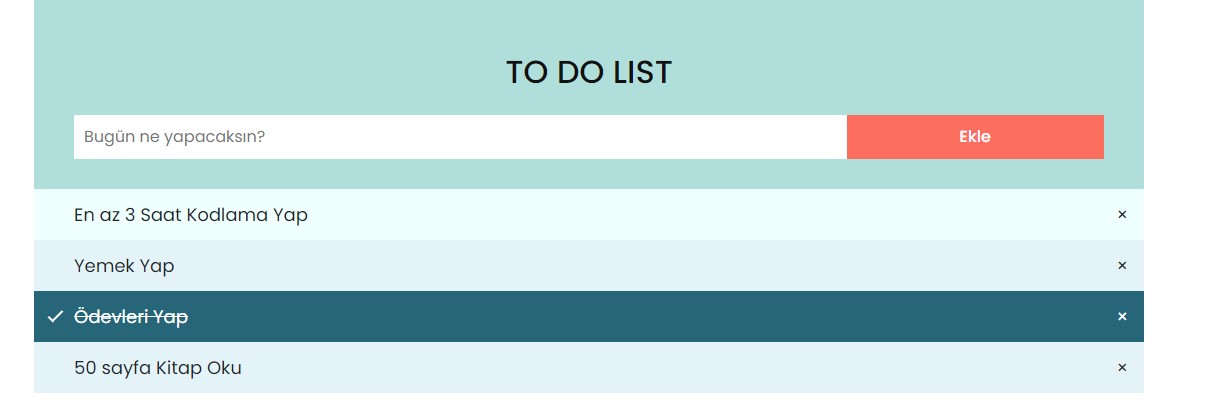 TO DO LIST
Bugün ne yapacaksın?
Ekle
En az 3 Saat Kodlama Yap
×
Yemek Yap
×
Ödevleri Yap
×
50 sayfa Kitap Oku
×